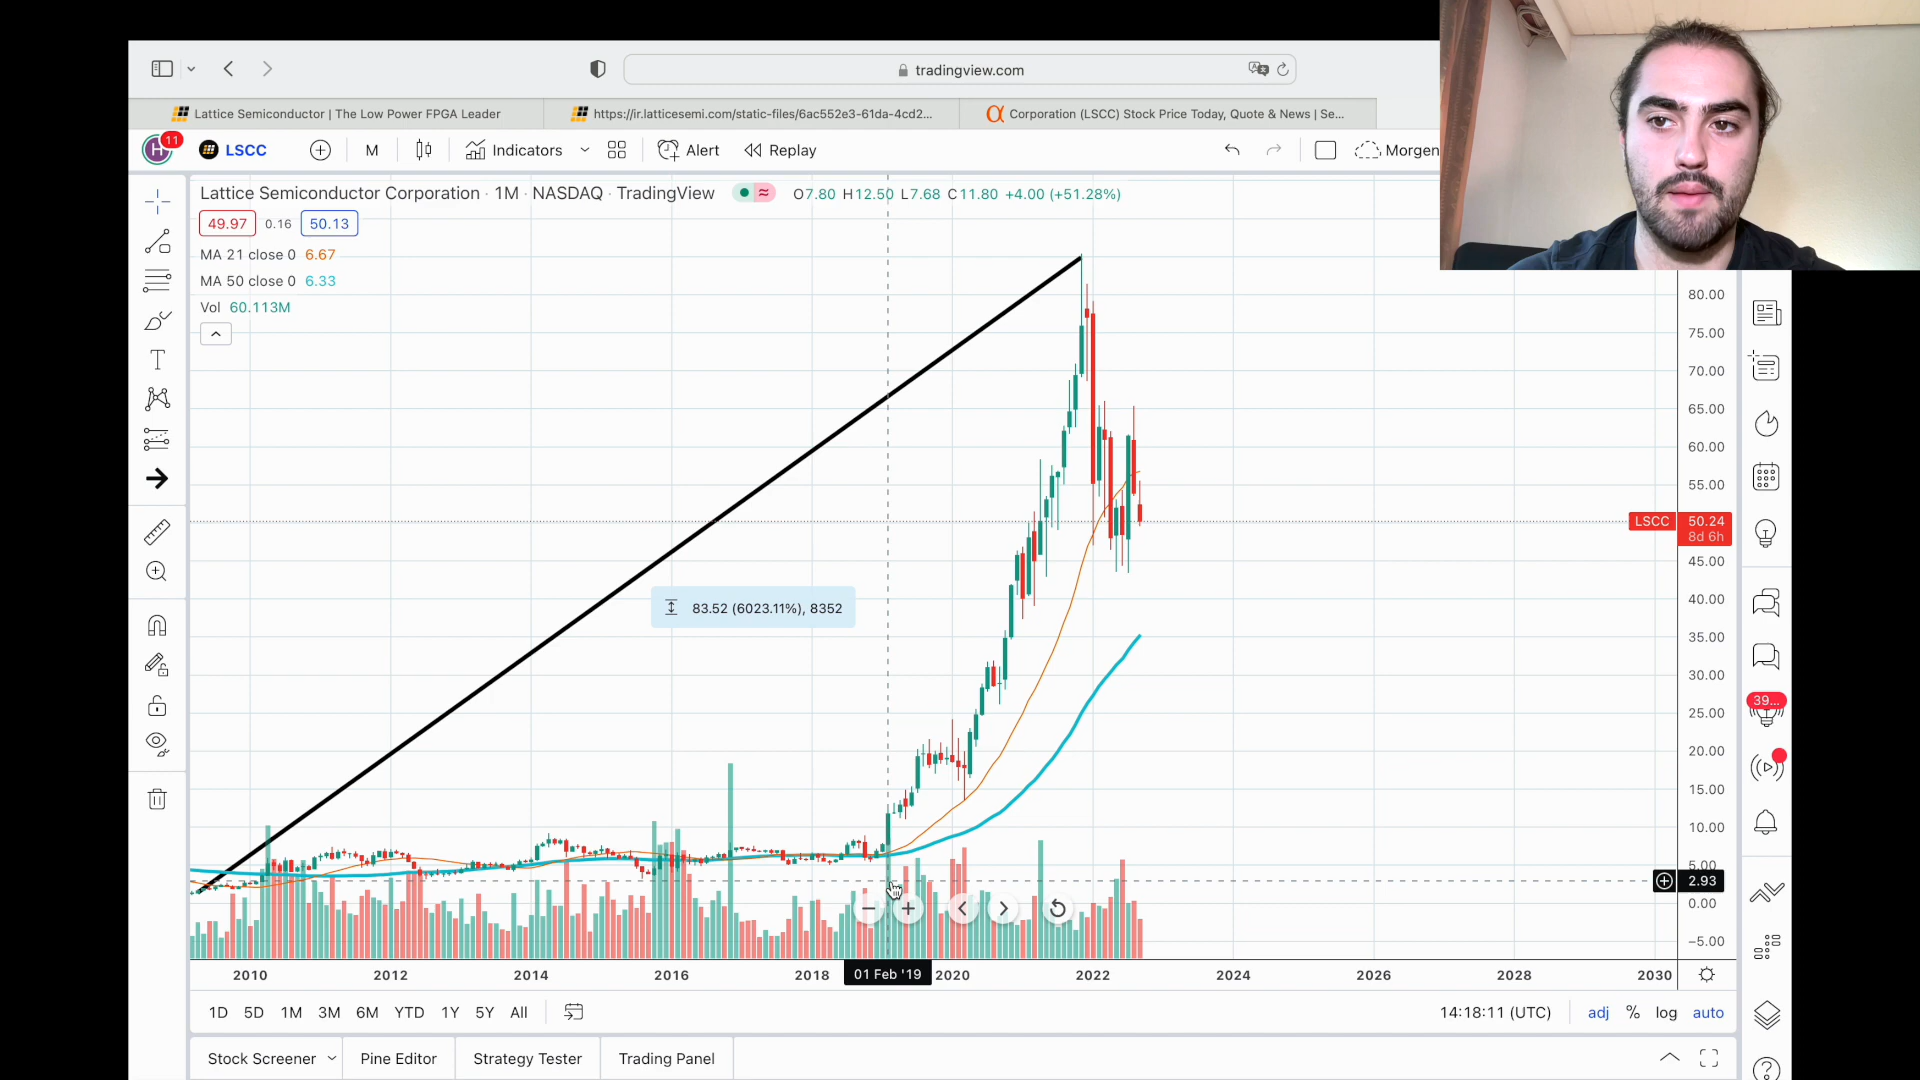 tradingview.com
Lattice Semiconductor | The Low Power FPGA Leader
https://ir.latticesemi.com/static-files/6ac552e3-61da-4cd2...
Corporation (LSCC) Stock Price Today, Quote & News | Se...
H 11 LSCC M Indicators Alert Replay Morgen
Lattice Semiconductor Corporation · 1M · NASDAQ · TradingView O7.80 H12.50 L7.68 C11.80 +4.00 (+51.28%)
49.97 0.16 50.13
MA 21 close 0 6.67
MA 50 close 0 6.33
Vol 60.113M
80.00
75.00
70.00
65.00
60.00
55.00
LSCC 50.24
8d 6h
45.00
40.00
83.52 (6023.11%), 8352
35.00
30.00
25.00
20.00
15.00
10.00
5.00
2.93
0.00
−5.00
39...
2010 2012 2014 2016 2018 01 Feb '19 2020 2022 2024 2026 2028 2030
1D 5D 1M 3M 6M YTD 1Y 5Y All 14:18:11 (UTC) adj % log auto
Stock Screener Pine Editor Strategy Tester Trading Panel